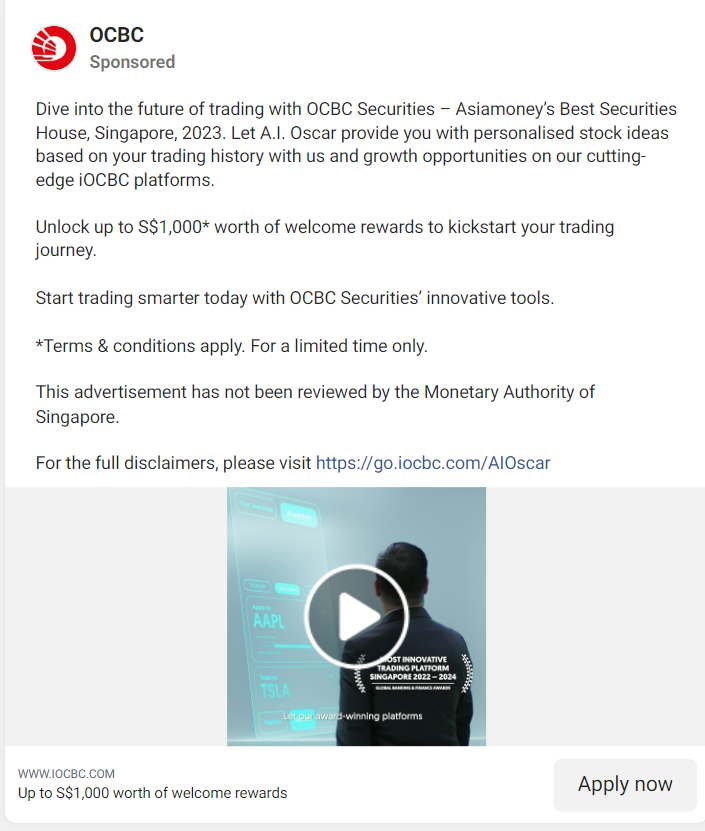 OCBC
Sponsored
Dive into the future of trading with OCBC Securities – Asiamoney's Best Securities
House, Singapore, 2023. Let A.I. Oscar provide you with personalised stock ideas
based on your trading history with us and growth opportunities on our cutting-
edge iOCBC platforms.
Unlock up to S$1,000* worth of welcome rewards to kickstart your trading
journey.
Start trading smarter today with OCBC Securities' innovative tools.
*Terms & conditions apply. For a limited time only.
This advertisement has not been reviewed by the Monetary Authority of
Singapore.
For the full disclaimers, please visit https://go.iocbc.com/AIOscar
AAPL
TSLA
MOST INNOVATIVE
TRADING PLATFORM
SINGAPORE 2022 – 2024
GLOBAL BANKING & FINANCE AWARDS
Let our award-winning platforms
WWW.IOCBC.COM
Up to S$1,000 worth of welcome rewards
Apply now